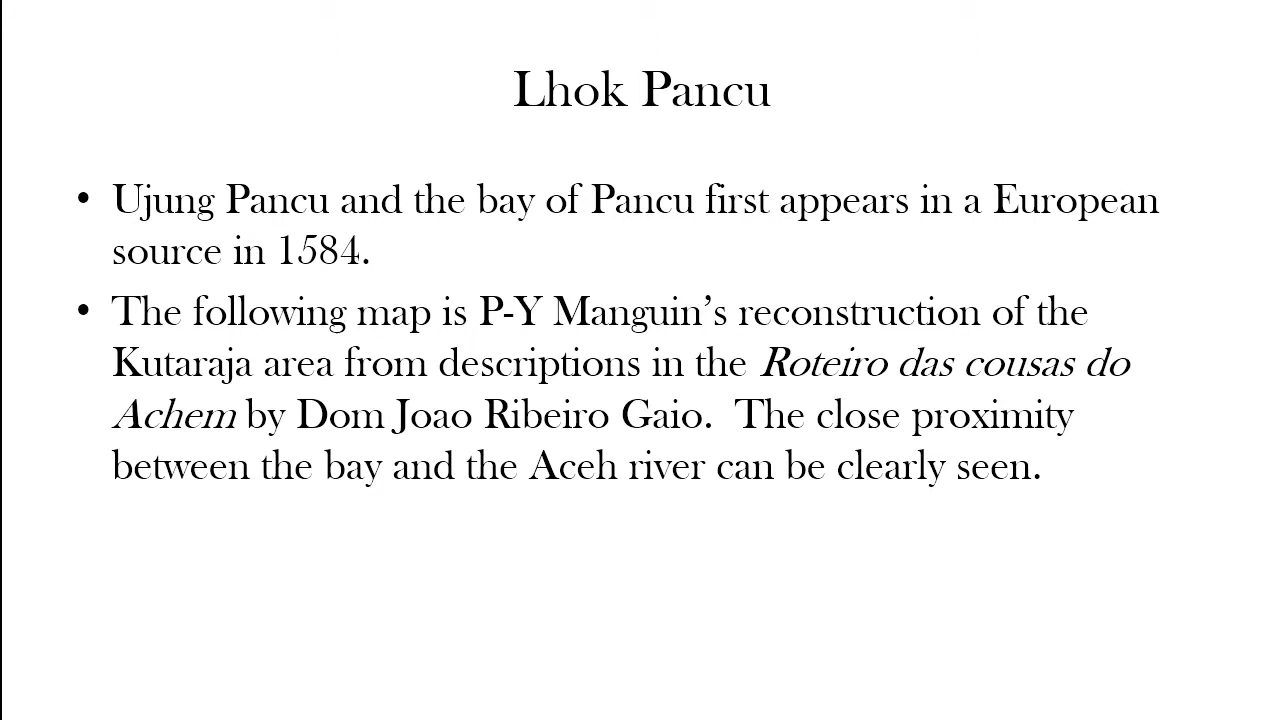 Lhok Pancu
• Ujung Pancu and the bay of Pancu first appears in a European
source in 1584.
• The following map is P-Y Manguin’s reconstruction of the
Kutaraja area from descriptions in the Roteiro das cousas do
Achem by Dom Joao Ribeiro Gaio.  The close proximity
between the bay and the Aceh river can be clearly seen.